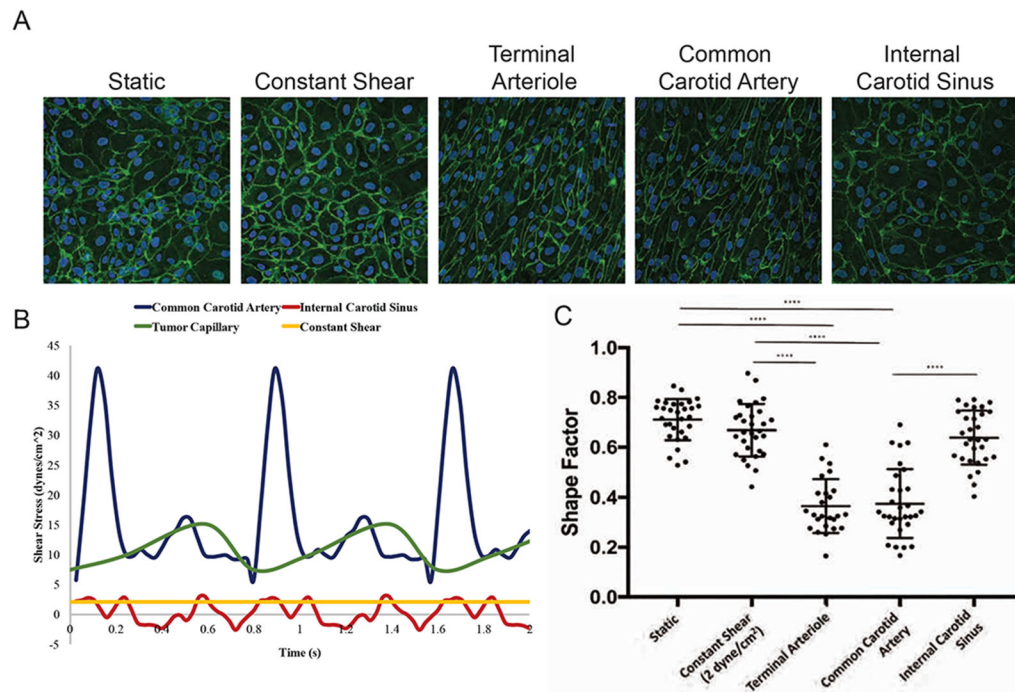 A
Static
Constant Shear
Terminal
Arteriole
Common
Carotid Artery
Internal
Carotid Sinus
B
Common Carotid Artery
Internal Carotid Sinus
Tumor Capillary
Constant Shear
Shear Stress (dynes/cm^2)
45
40
35
30
25
20
15
10
5
0
-5
0
0.2
0.4
0.6
0.8
1
1.2
1.4
1.6
1.8
2
Time (s)
C
****
****
****
****
****
Shape Factor
1.0
0.8
0.6
0.4
0.2
0.0
Static
Constant Shear
(2 dyne/cm²)
Terminal Arteriole
Common Carotid
Artery
Internal Carotid
Sinus